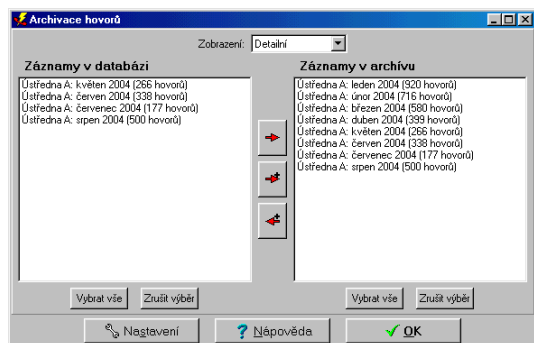 Archivace hovorů
Zobrazení: Detailní
Záznamy v databázi
Ústředna A: květen 2004 (266 hovorů)
Ústředna A: červen 2004 (338 hovorů)
Ústředna A: červenec 2004 (177 hovorů)
Ústředna A: srpen 2004 (500 hovorů)
Vybrat vše Zrušit výběr
Záznamy v archívu
Ústředna A: leden 2004 (920 hovorů)
Ústředna A: únor 2004 (716 hovorů)
Ústředna A: březen 2004 (580 hovorů)
Ústředna A: duben 2004 (399 hovorů)
Ústředna A: květen 2004 (266 hovorů)
Ústředna A: červen 2004 (338 hovorů)
Ústředna A: červenec 2004 (177 hovorů)
Ústředna A: srpen 2004 (500 hovorů)
Vybrat vše Zrušit výběr
Nastavení Nápověda OK